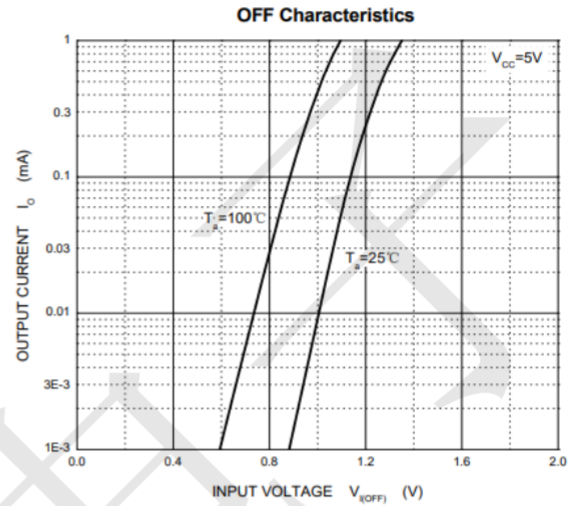 OFF Characteristics
1
0.3
0.1
0.03
0.01
3E-3
1E-3
0.0
0.4
0.8
1.2
1.6
2.0
OUTPUT CURRENT I_O (mA)
INPUT VOLTAGE V_I(OFF) (V)
V_CC=5V
T_a=100℃
T_a=25℃